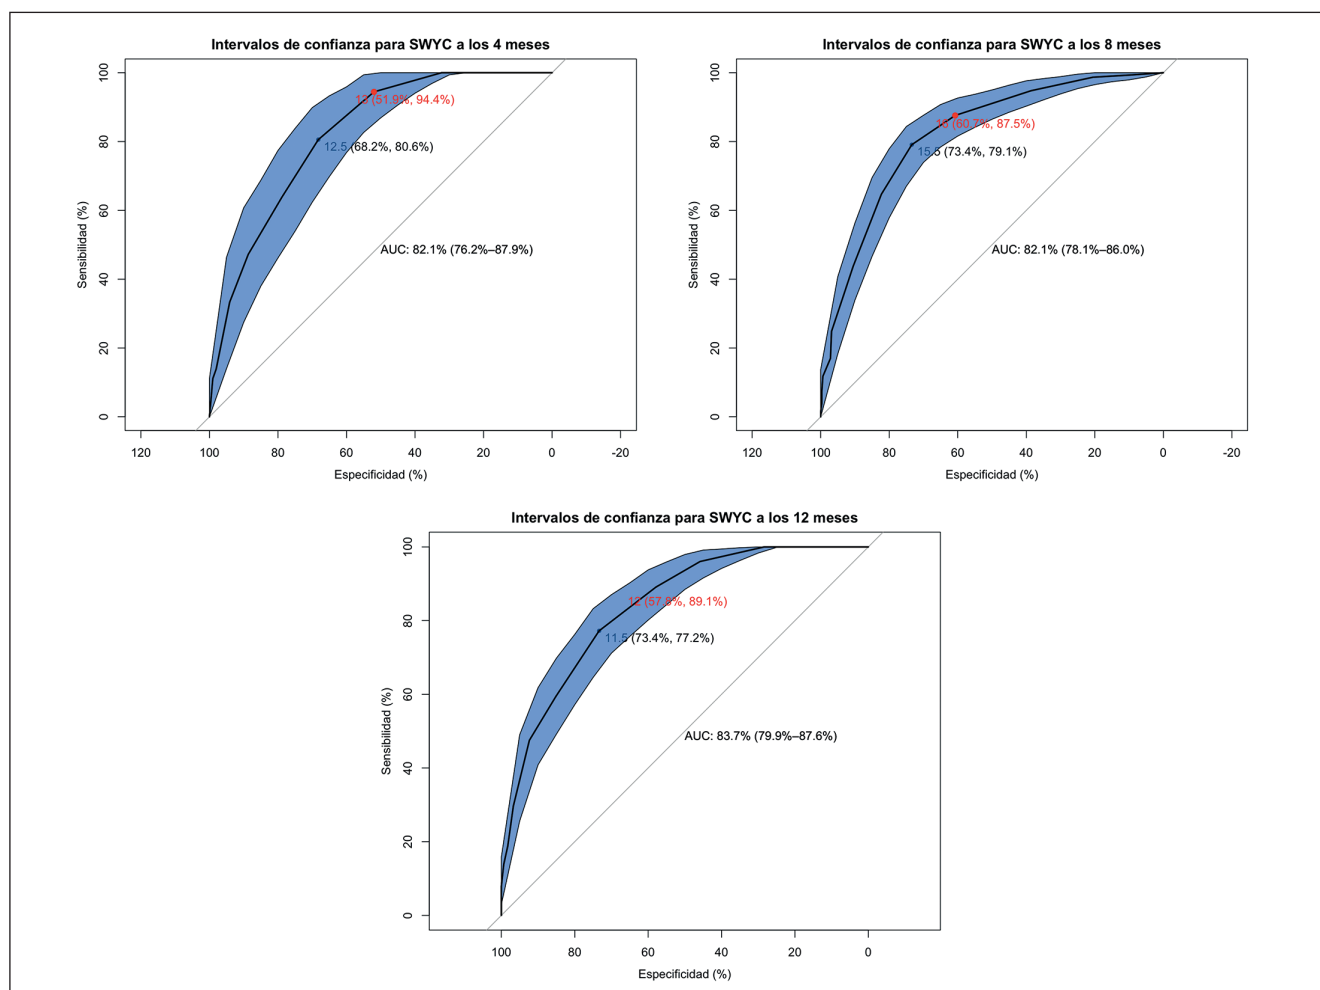 Intervalos de confianza para SWYC a los 4 meses
100
80
60
40
20
0
Sensibilidad (%)
13 (51.9%, 94.4%)
12.5 (68.2%, 80.6%)
AUC: 82.1% (76.2%–87.9%)
120 100 80 60 40 20 0 -20
Especificidad (%)
Intervalos de confianza para SWYC a los 8 meses
100
80
60
40
20
0
Sensibilidad (%)
(60.7%, 87.5%)
15.5 (73.4%, 79.1%)
AUC: 82.1% (78.1%–86.0%)
120 100 80 60 40 20 0 -20
Especificidad (%)
Intervalos de confianza para SWYC a los 12 meses
100
80
60
40
20
0
Sensibilidad (%)
12 (57.8%, 89.1%)
11.5 (73.4%, 77.2%)
AUC: 83.7% (79.9%–87.6%)
100 80 60 40 20 0
Especificidad (%)